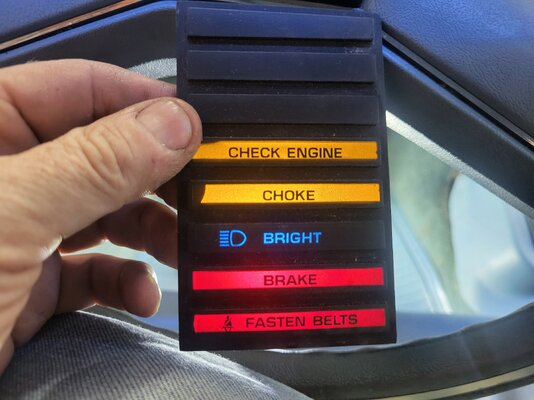 CHECK ENGINE
CHOKE
BRIGHT
BRAKE
FASTEN BELTS